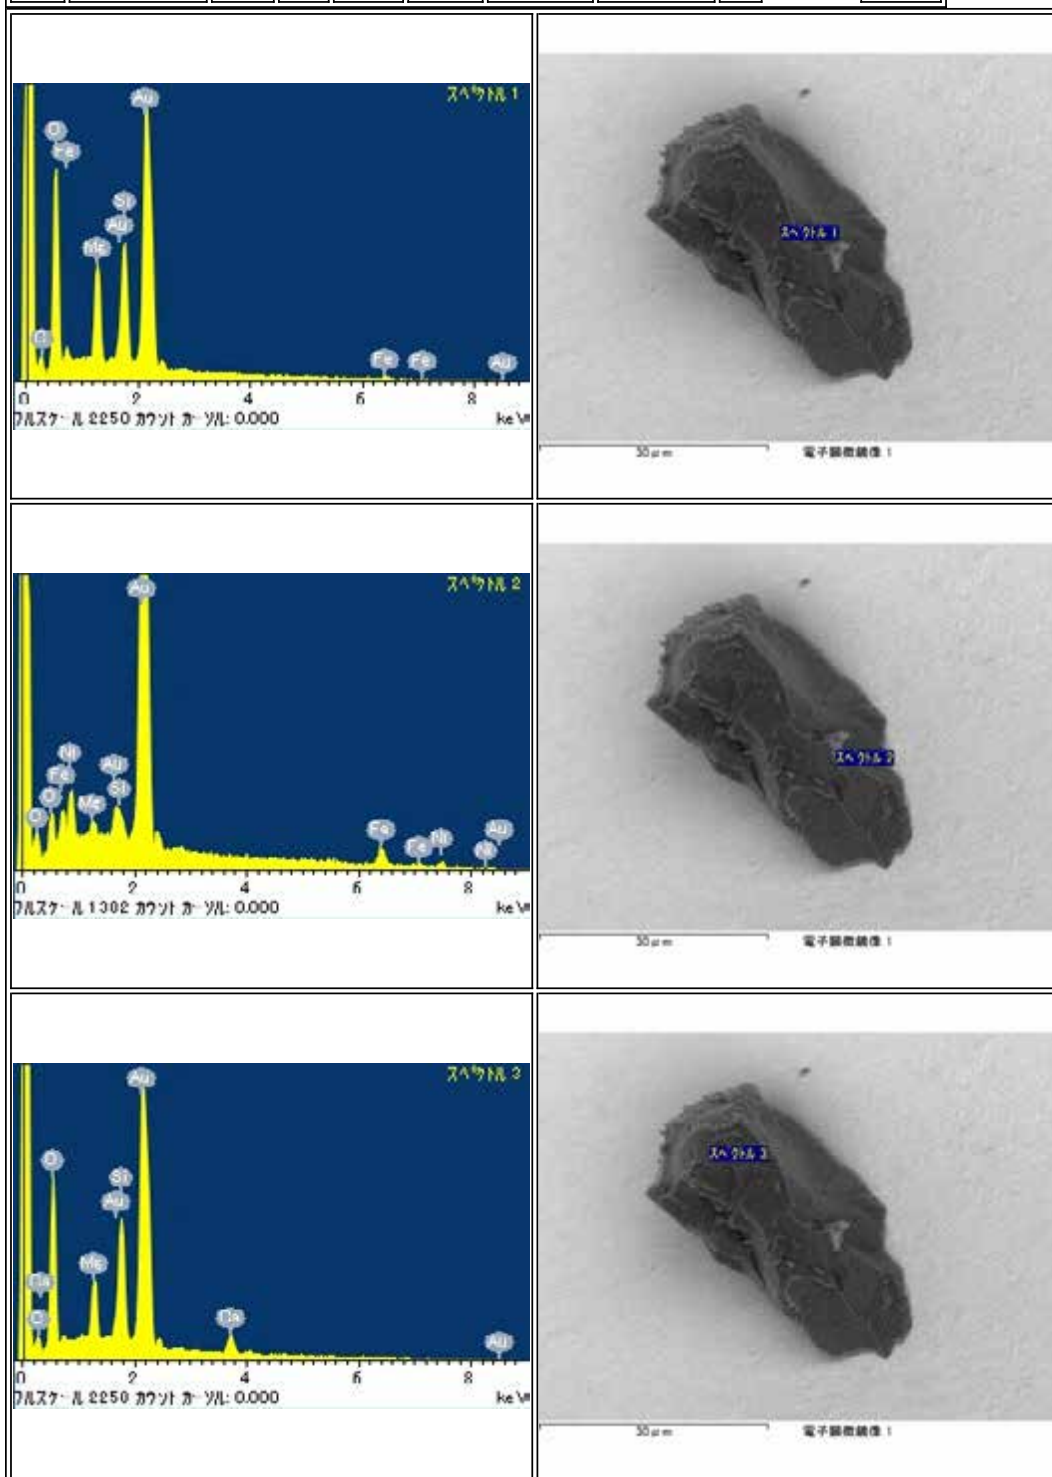 スペクトル 1
Au
O
Fe
Si
Au
Mg
C
Fe
Fe
Au
0 2 4 6 8
フルスケール 2250 カウント カーソル: 0.000 keV
スペクトル 1
30μm 電子顕微鏡像 1
スペクトル 2
Au
Ni
Au
Fe
Si
O
Mg
C
Fe
Ni
Au
Fe
Ni
0 2 4 6 8
フルスケール 1302 カウント カーソル: 0.000 keV
スペクトル 2
30μm 電子顕微鏡像 1
スペクトル 3
Au
O
Si
Au
Mg
Ca
C
Ca
Au
0 2 4 6 8
フルスケール 2250 カウント カーソル: 0.000 keV
スペクトル 3
30μm 電子顕微鏡像 1